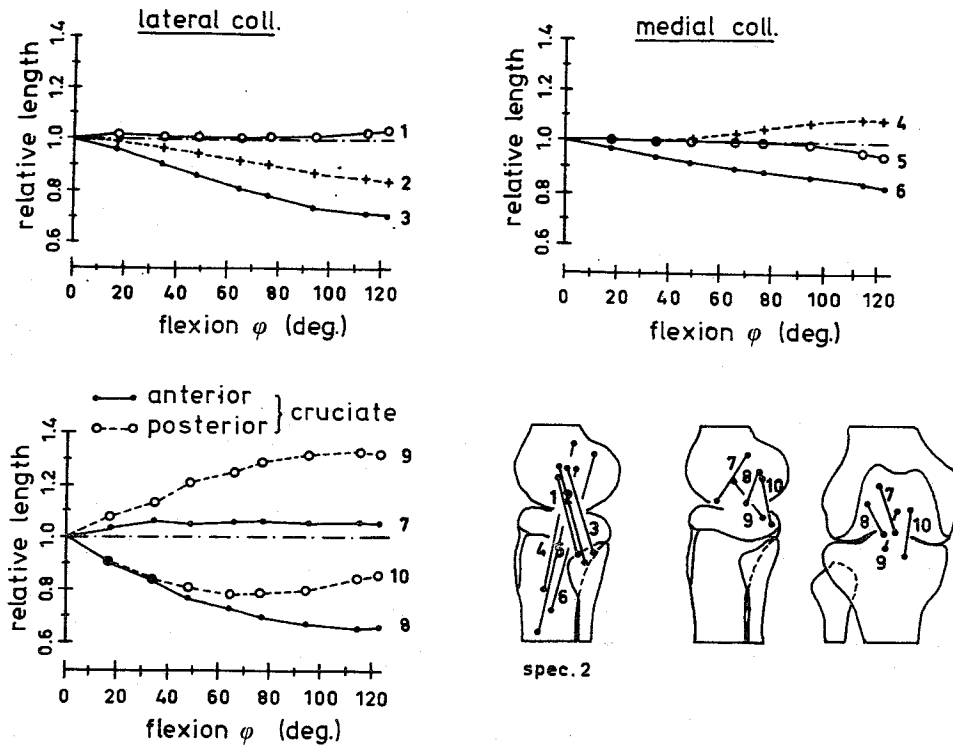 lateral coll.
1.4
1.2
1.0
0.8
0.6
relative length
1
2
3
0 20 40 60 80 100 120
flexion φ (deg.)
medial coll.
1.4
1.2
1.0
0.8
0.6
relative length
4
5
6
0 20 40 60 80 100 120
flexion φ (deg.)
anterior
posterior } cruciate
1.4
1.2
1.0
0.8
0.6
relative length
9
7
10
8
0 20 40 60 80 100 120
flexion φ (deg.)
1 2
3
4 5
6
spec. 2
7
8 10
9
7
8 10
9